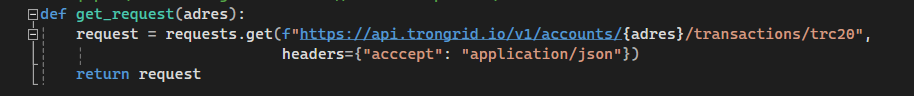 def get_request(adres):
request = requests.get(f"https://api.trongrid.io/v1/accounts/{adres}/transactions/trc20",
headers={"acccept": "application/json"})
return request